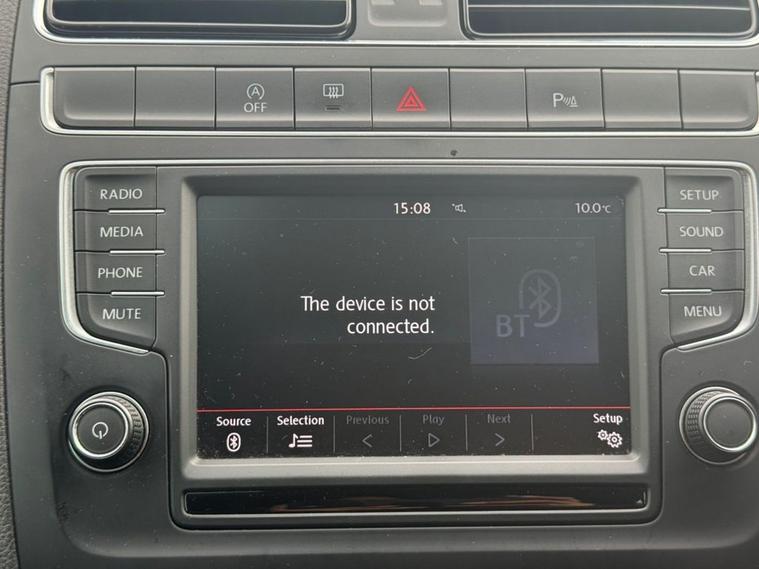 A
OFF
P
RADIO
MEDIA
PHONE
MUTE
SETUP
SOUND
CAR
MENU
15:08
10.0°C
The device is not
connected.
BT
Source
Selection
Previous
Play
Next
Setup